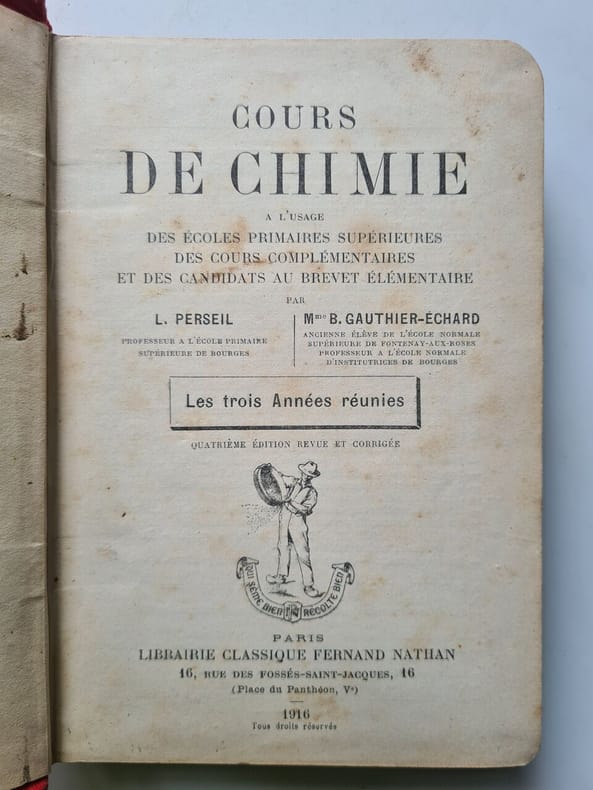 COURS
DE CHIMIE
A L'USAGE
DES ÉCOLES PRIMAIRES SUPÉRIEURES
DES COURS COMPLÉMENTAIRES
ET DES CANDIDATS AU BREVET ÉLÉMENTAIRE
PAR
L. PERSEIL
PROFESSEUR A L'ÉCOLE PRIMAIRE
SUPÉRIEURE DE BOURGES
Mme B. GAUTHIER-ÉCHARD
ANCIENNE ÉLÈVE DE L'ÉCOLE NORMALE
SUPÉRIEURE DE FONTENAY-AUX-ROSES
PROFESSEUR A L'ÉCOLE NORMALE
D'INSTITUTRICES DE BOURGES
Les trois Années réunies
QUATRIÈME ÉDITION REVUE ET CORRIGÉE
QUI SÈME BIEN FN RÉCOLTE BIEN
PARIS
LIBRAIRIE CLASSIQUE FERNAND NATHAN
16, RUE DES FOSSÉS-SAINT-JACQUES, 16
(Place du Panthéon, Ve)
1916
Tous droits réservés